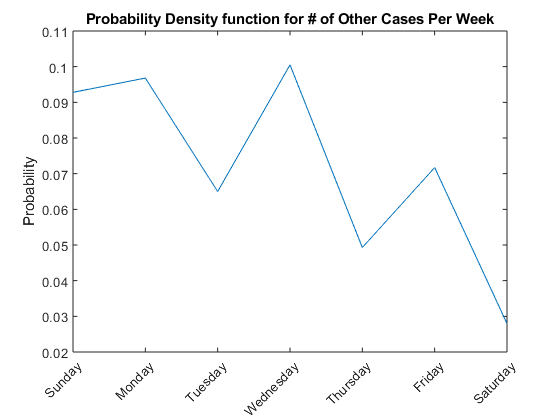 Probability Density function for # of Other Cases Per Week
0.11
0.1
0.09
0.08
0.07
0.06
0.05
0.04
0.03
0.02
Probability
Sunday
Monday
Tuesday
Wednesday
Thursday
Friday
Saturday